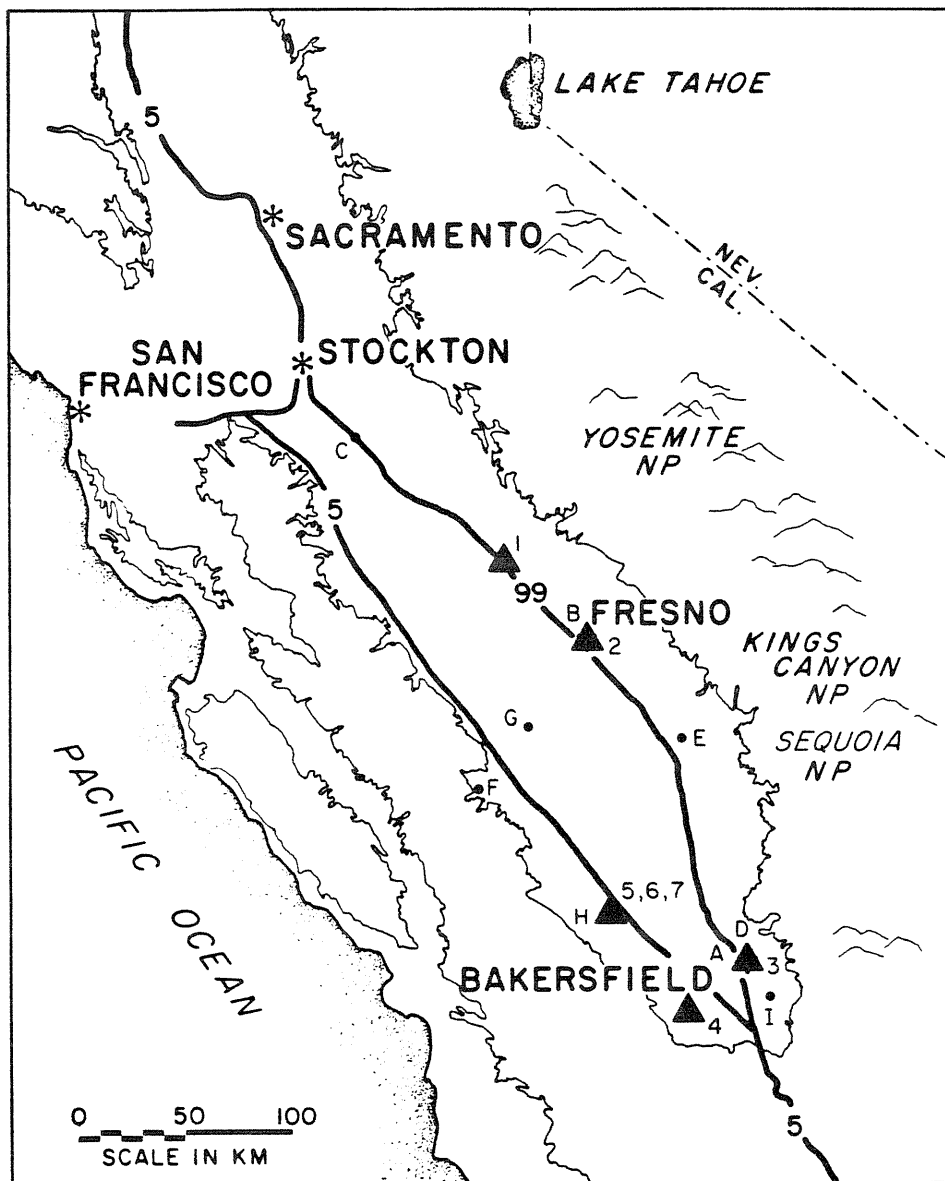 LAKE TAHOE
5
SACRAMENTO
NEV.
CAL.
SAN
FRANCISCO
STOCKTON
C
YOSEMITE
NP
5
1
99
B
FRESNO
2
KINGS
CANYON
NP
G
E
SEQUOIA
NP
F
PACIFIC OCEAN
5,6,7
H
D
A
3
BAKERSFIELD
I
4
0 50 100
SCALE IN KM
5